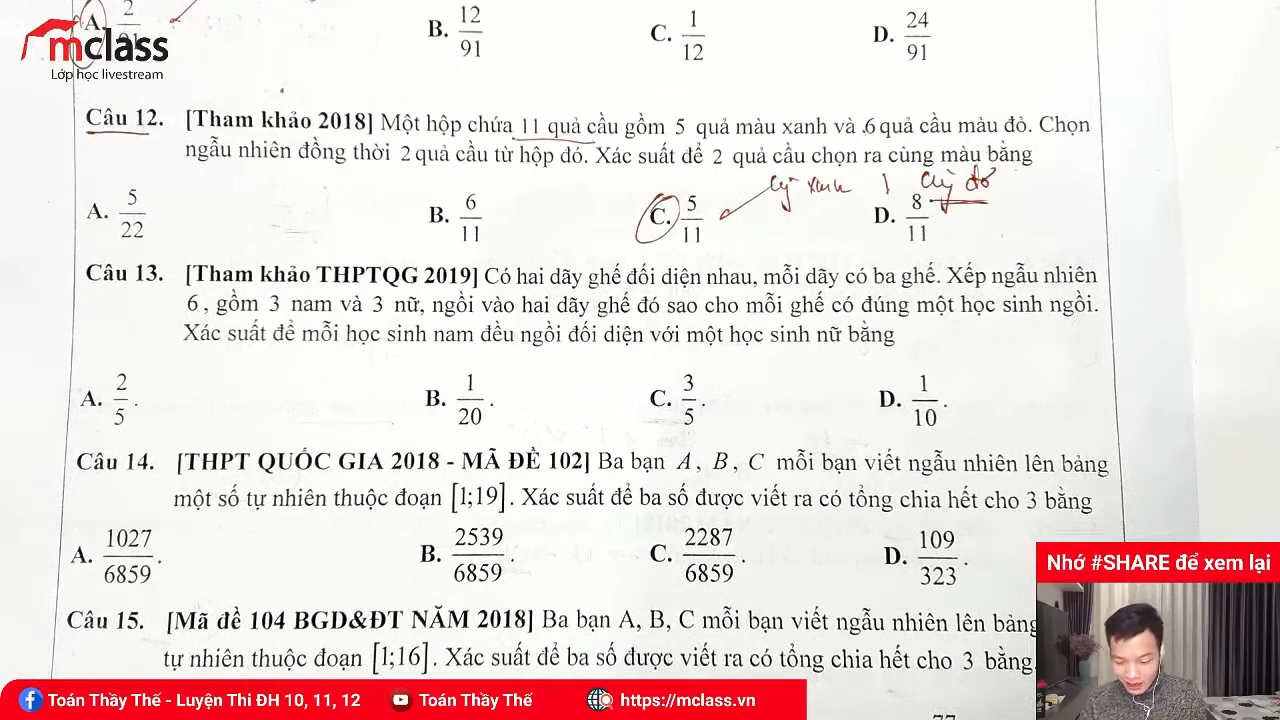 mclass
Lớp học livestream
A. 2
B. 12/91
C. 1/12
D. 24/91
Câu 12. [Tham khảo 2018] Một hộp chứa 11 quả cầu gồm 5 quả màu xanh và 6 quả cầu màu đỏ. Chọn
ngẫu nhiên đồng thời 2 quả cầu từ hộp đó. Xác suất để 2 quả cầu chọn ra cùng màu bằng
xanh đỏ
A. 5/22
B. 6/11
C. 5/11
D. 8/11
Câu 13. [Tham khảo THPTQG 2019] Có hai dãy ghế đối diện nhau, mỗi dãy có ba ghế. Xếp ngẫu nhiên
6, gồm 3 nam và 3 nữ, ngồi vào hai dãy ghế đó sao cho mỗi ghế có đúng một học sinh ngồi.
Xác suất để mỗi học sinh nam đều ngồi đối diện với một học sinh nữ bằng
A. 2/5.
B. 1/20.
C. 3/5.
D. 1/10.
Câu 14. [THPT QUỐC GIA 2018 - MÃ ĐỀ 102] Ba bạn A, B, C mỗi bạn viết ngẫu nhiên lên bảng
một số tự nhiên thuộc đoạn [1;19]. Xác suất để ba số được viết ra có tổng chia hết cho 3 bằng
A. 1027/6859.
B. 2539/6859.
C. 2287/6859.
D. 109/323.
Nhớ #SHARE để xem lại
Câu 15. [Mã đề 104 BGD&ĐT NĂM 2018] Ba bạn A, B, C mỗi bạn viết ngẫu nhiên lên bảng
tự nhiên thuộc đoạn [1;16]. Xác suất để ba số được viết ra có tổng chia hết cho 3 bằng
Toán Thầy Thế - Luyện Thi ĐH 10, 11, 12
Toán Thầy Thế
https://mclass.vn